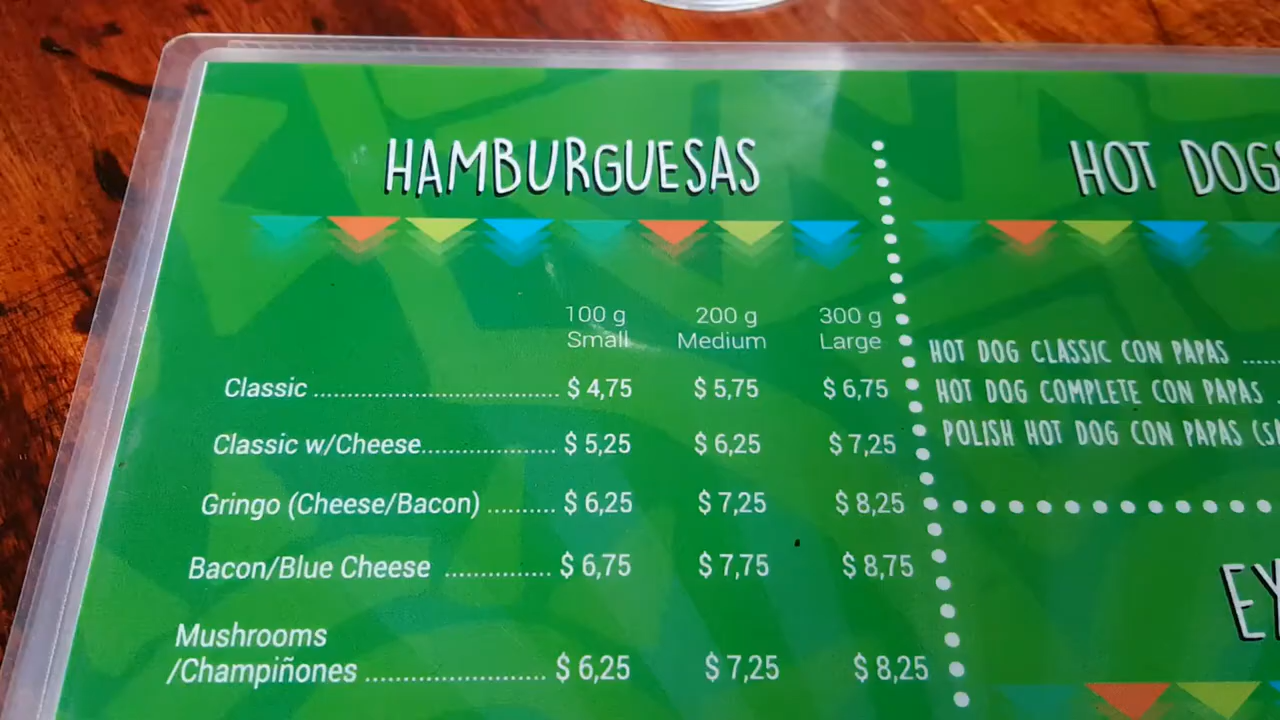 HAMBURGUESAS
100 g 200 g 300 g
Small Medium Large
Classic ........................................ $ 4,75 $ 5,75 $ 6,75
Classic w/Cheese...................... $ 5,25 $ 6,25 $ 7,25
Gringo (Cheese/Bacon) .......... $ 6,25 $ 7,25 $ 8,25
Bacon/Blue Cheese ................ $ 6,75 $ 7,75 $ 8,75
Mushrooms
/Champiñones ........................... $ 6,25 $ 7,25 $ 8,25
HOT DOGS
HOT DOG CLASSIC CON PAPAS ......
HOT DOG COMPLETE CON PAPAS .
POLISH HOT DOG CON PAPAS